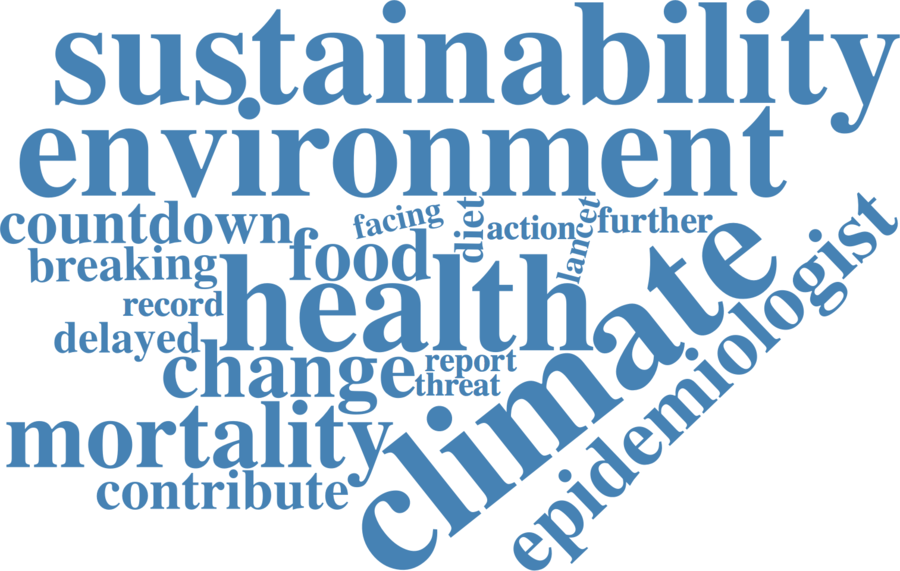 sustainability
environment
countdown
facing
diet
action
lancet
further
breaking
food
health
record
delayed
change
report
threat
climate
epidemiologist
mortality
contribute